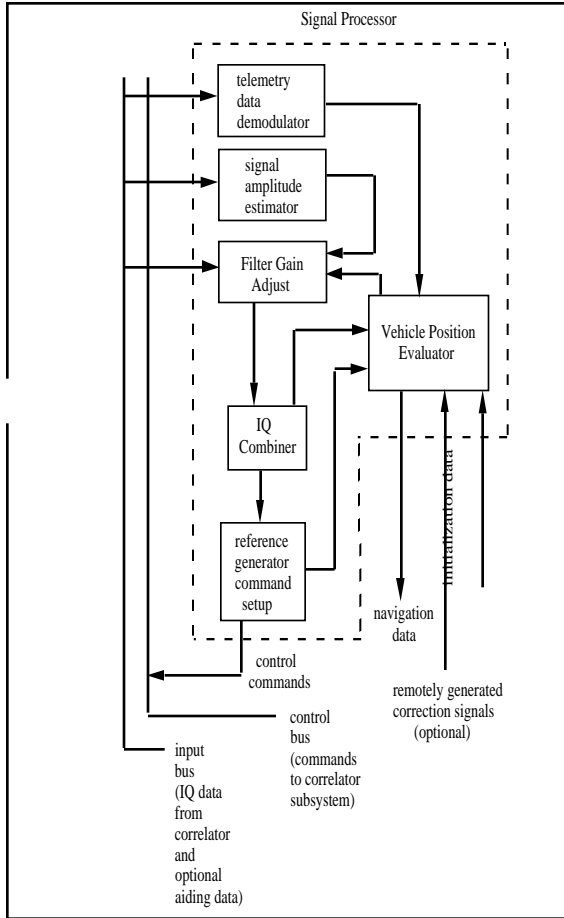 Signal Processor
telemetry
data
demodulator
signal
amplitude
estimator
Filter Gain
Adjust
Vehicle Position
Evaluator
IQ
Combiner
initialization data
reference
generator
command
setup
navigation
data
control
commands
remotely generated
correction signals
(optional)
control
bus
(commands
to correlator
subsystem)
input
bus
(IQ data
from
correlator
and
optional
aiding data)